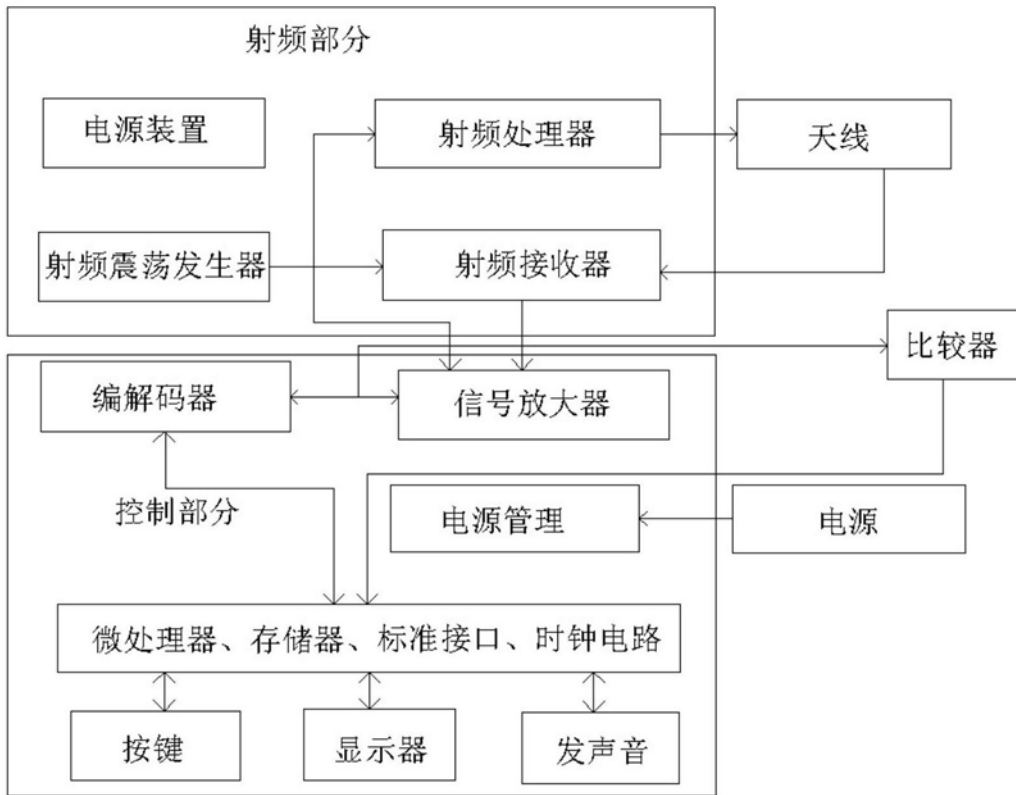 射频部分
电源装置
射频处理器
天线
射频震荡发生器
射频接收器
比较器
编解码器
信号放大器
控制部分
电源管理
电源
微处理器、存储器、标准接口、时钟电路
按键
显示器
发声音